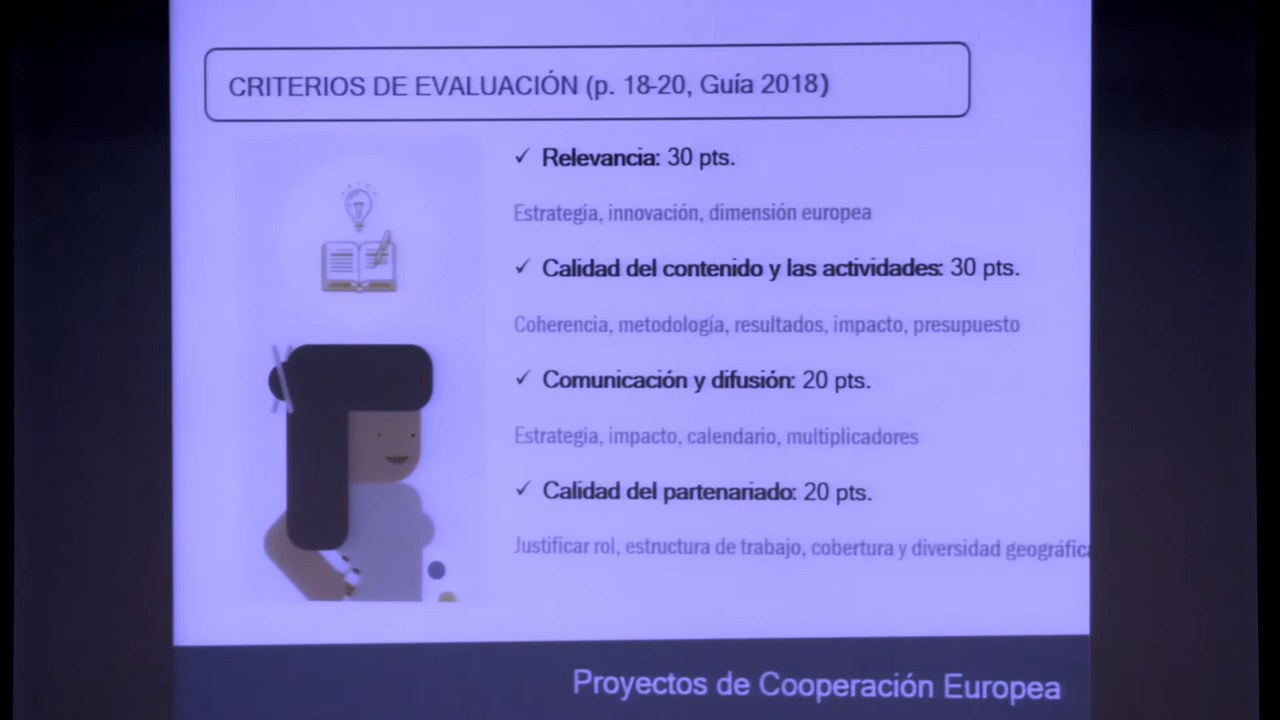 CRITERIOS DE EVALUACIÓN (p. 18-20, Guía 2018)
✓ Relevancia: 30 pts.
Estrategia, innovación, dimensión europea
✓ Calidad del contenido y las actividades: 30 pts.
Coherencia, metodología, resultados, impacto, presupuesto
✓ Comunicación y difusión: 20 pts.
Estrategia, impacto, calendario, multiplicadores
✓ Calidad del partenariado: 20 pts.
Justificar rol, estructura de trabajo, cobertura y diversidad geográfica
Proyectos de Cooperación Europea